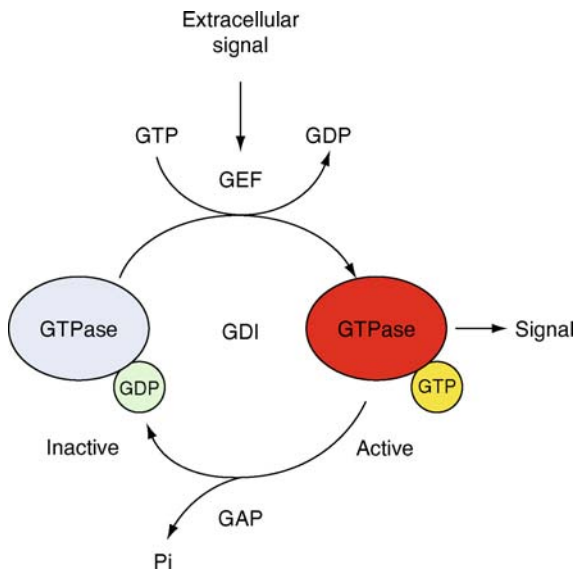 Extracellular
signal
GTP
GDP
GEF
GTPase
GDI
GTPase
Signal
GDP
GTP
Inactive
Active
GAP
Pi